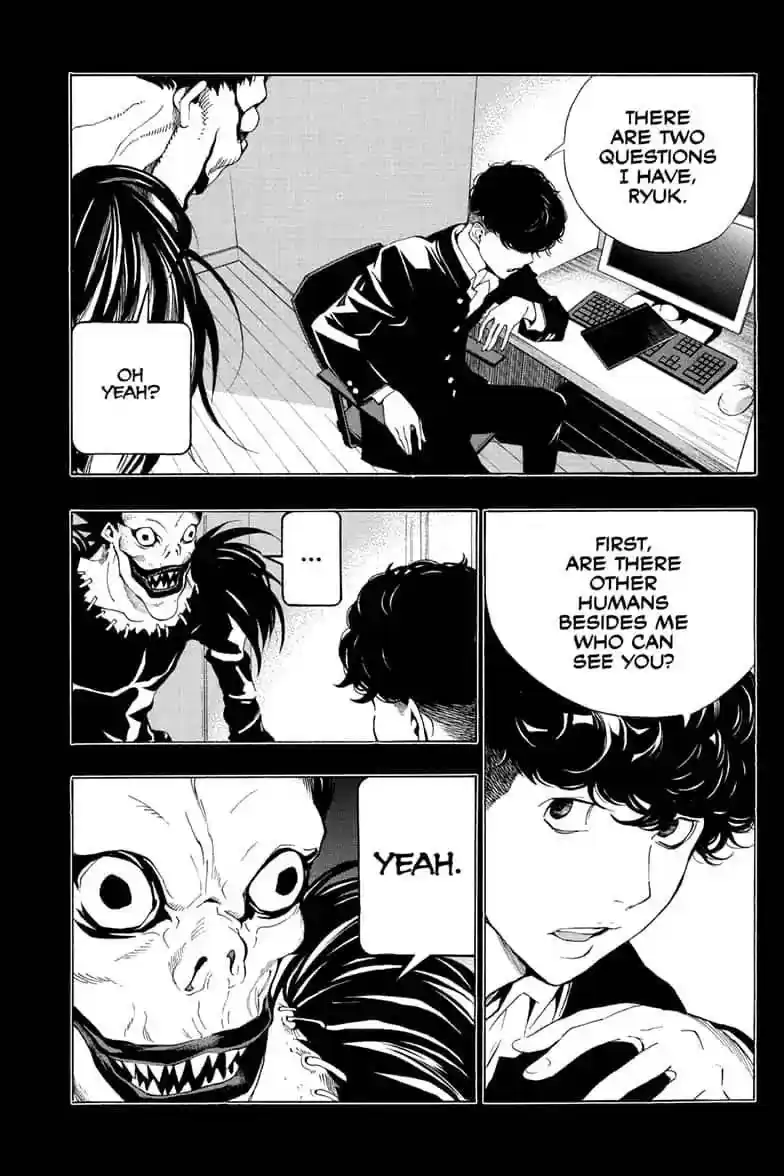 THERE
ARE TWO
QUESTIONS
I HAVE,
RYUK.
OH
YEAH?
FIRST,
ARE THERE
OTHER
HUMANS
BESIDES ME
WHO CAN
SEE YOU?
...
YEAH.